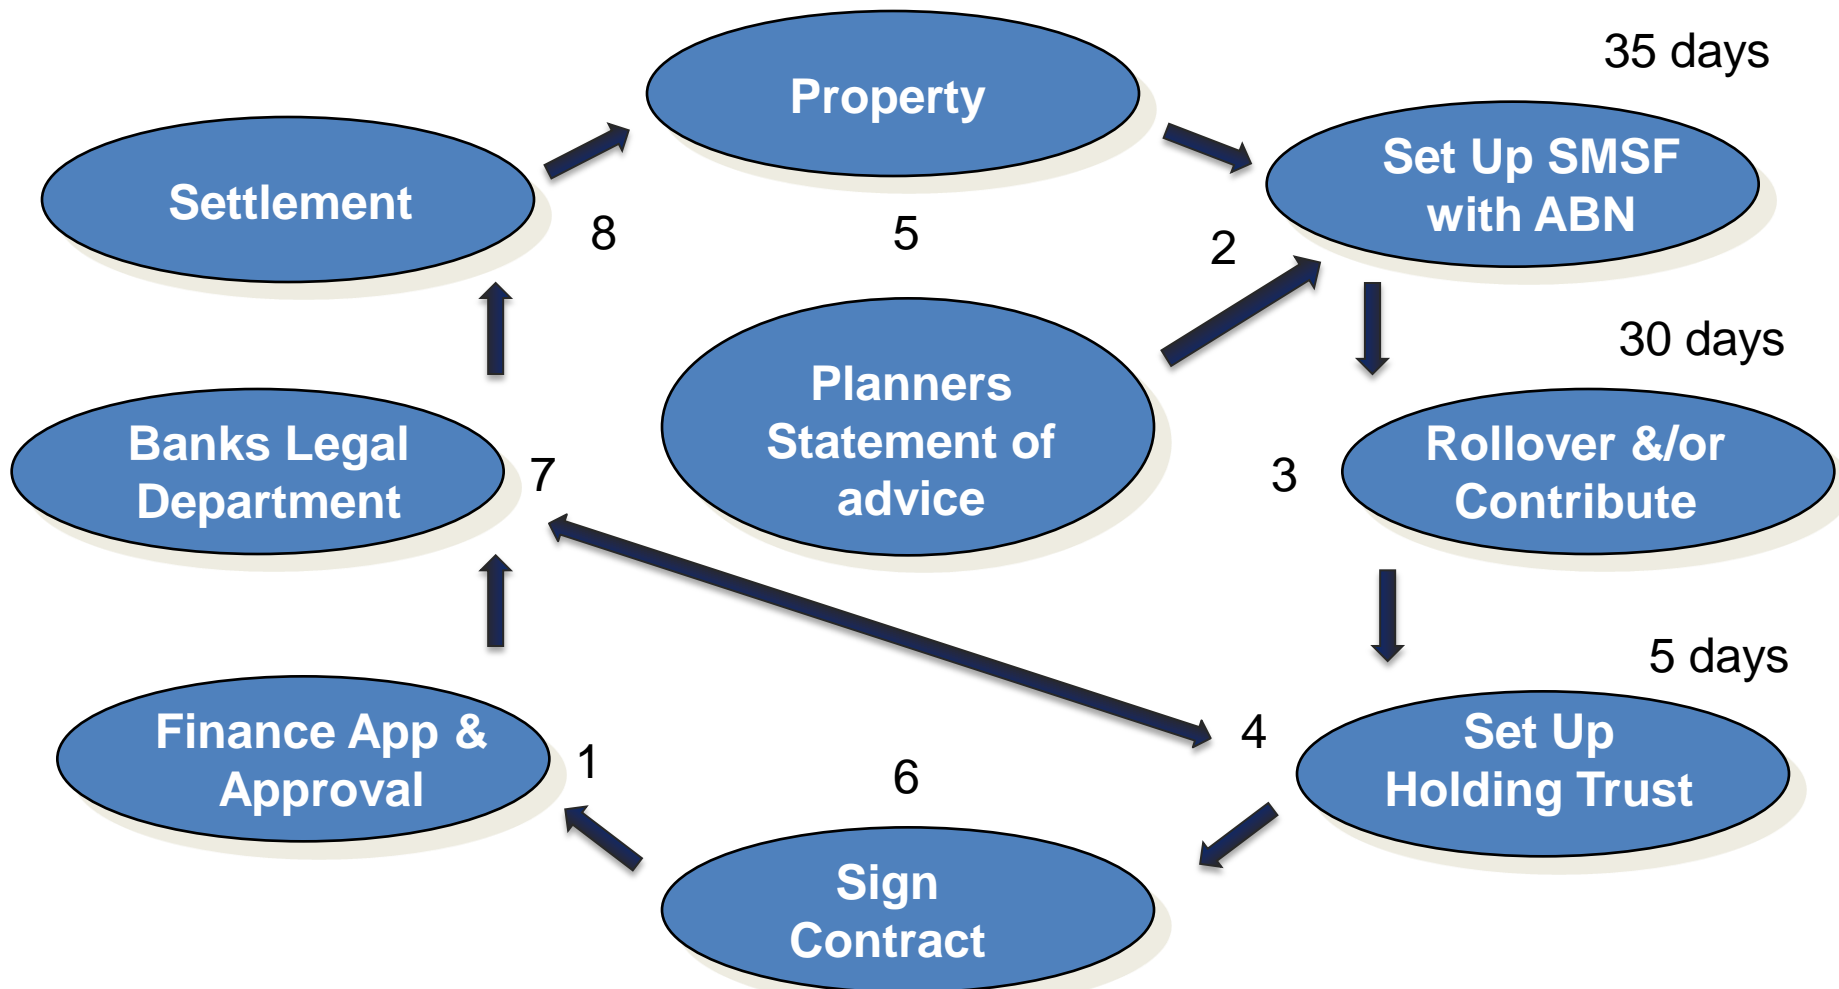 35 days
Property
Set Up SMSF
with ABN
Settlement
8
5
2
30 days
Planners
Statement of
advice
Banks Legal
Department
7
3
Rollover &/or
Contribute
5 days
Finance App &
Approval
1
6
4
Set Up
Holding Trust
Sign
Contract